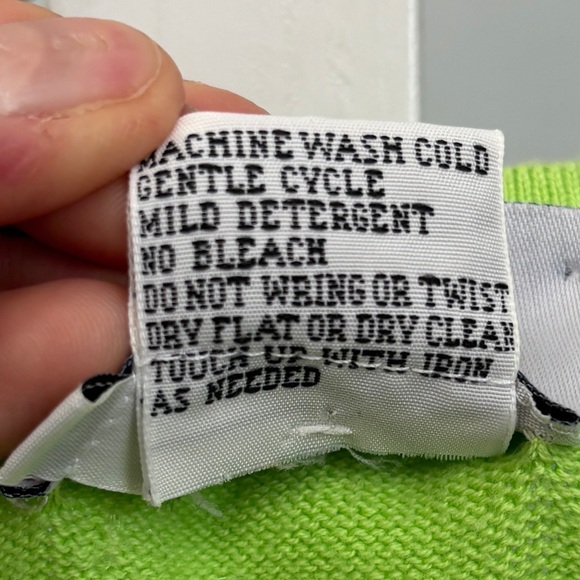 MACHINE WASH COLD
GENTLE CYCLE
MILD DETERGENT
NO BLEACH
DO NOT WRING OR TWIST
DRY FLAT OR DRY CLEAN
TOUCH UP WITH IRON
AS NEEDED